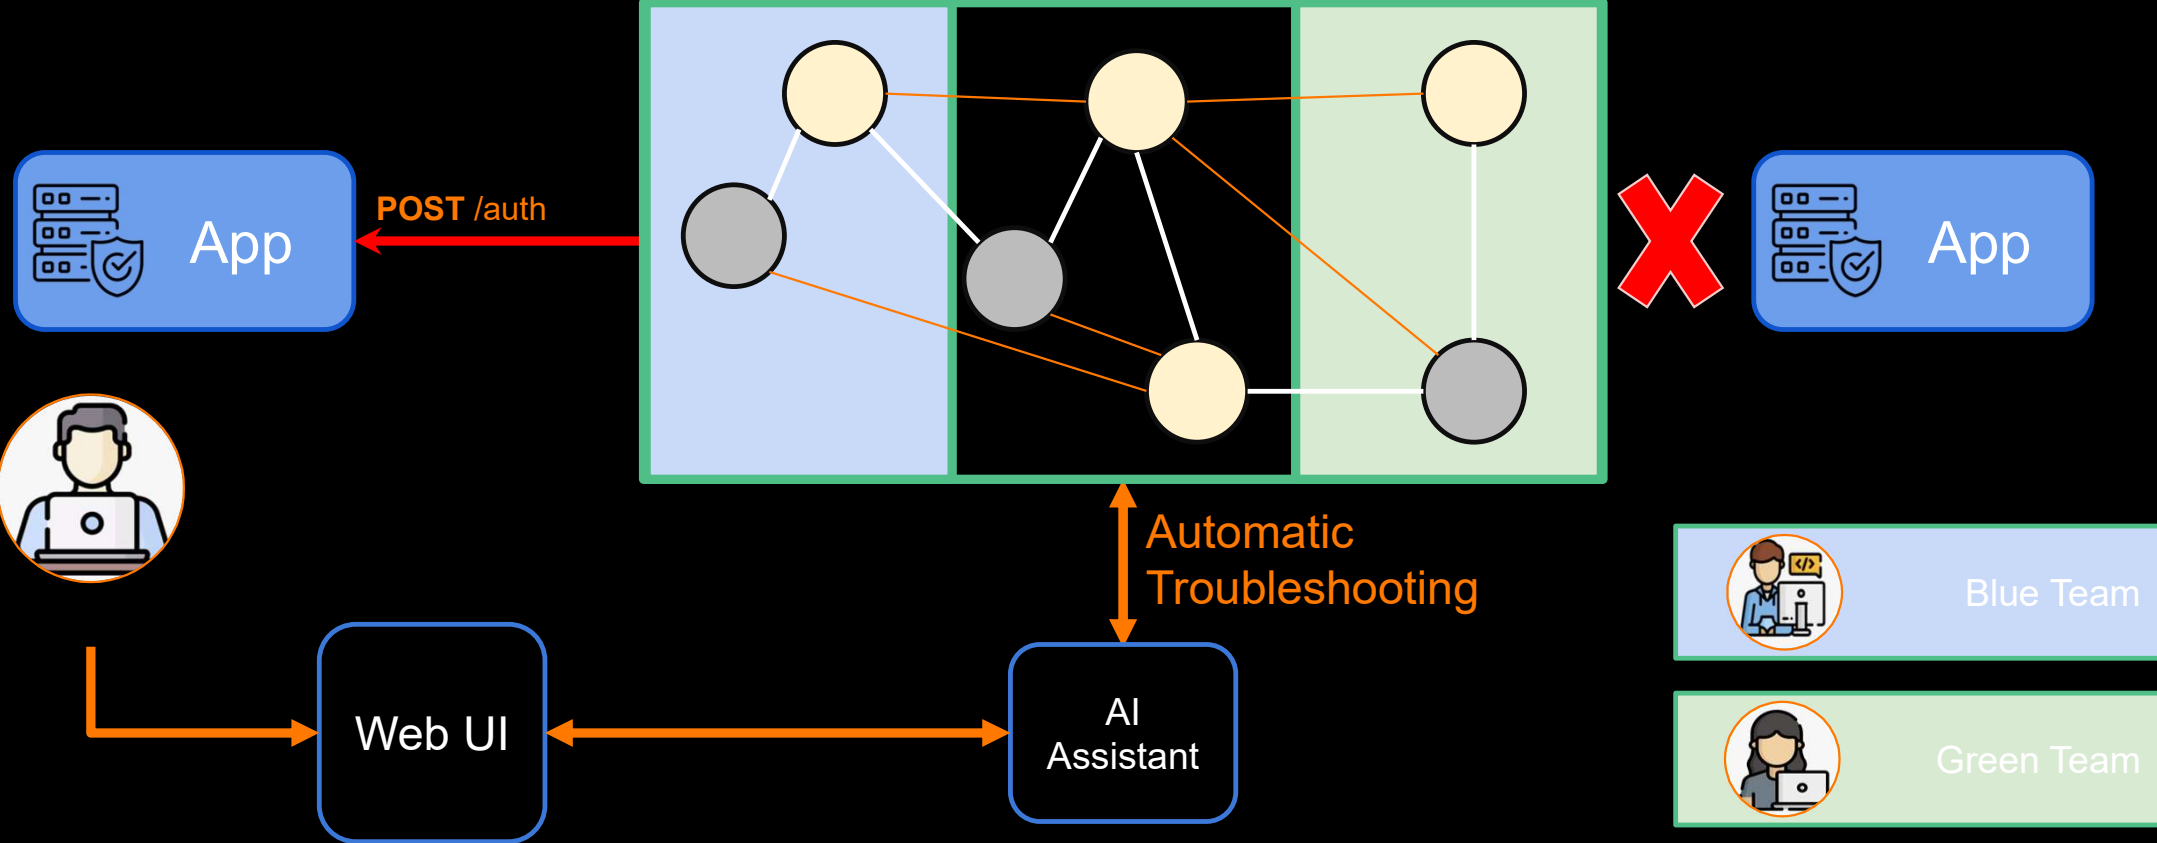 App
POST /auth
App
Automatic
Troubleshooting
Blue Team
Web UI
AI
Assistant
Green Team